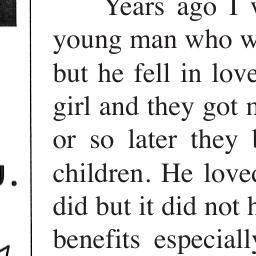 Years ago I
young man who
but he fell in love
girl and they got
or so later they
children. He loved
did but it did not
benefits especially